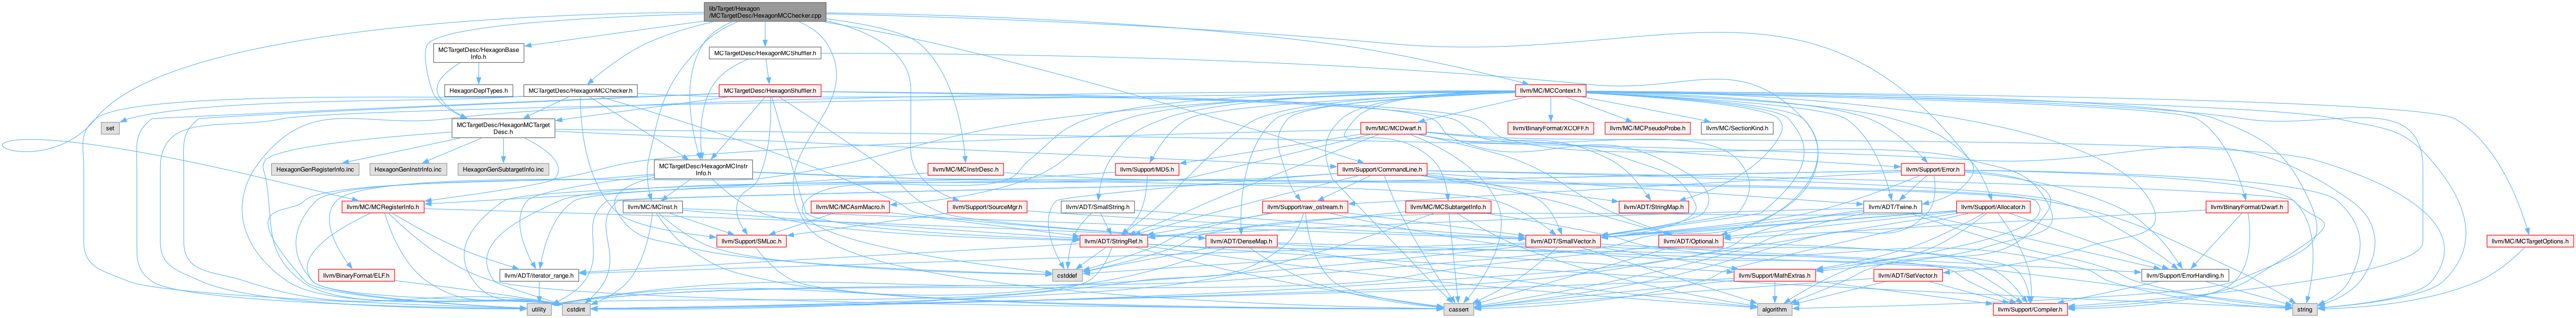 lib/Target/Hexagon
/MCTargetDesc/HexagonMCChecker.cpp
MCTargetDesc/HexagonBase
Info.h
MCTargetDesc/HexagonMCShuffler.h
HexagonDepITypes.h
MCTargetDesc/HexagonMCChecker.h
MCTargetDesc/HexagonShuffler.h
llvm/MC/MCContext.h
set
MCTargetDesc/HexagonMCTarget
Desc.h
llvm/MC/MCDwarf.h
llvm/BinaryFormat/XCOFF.h
llvm/MC/MCPseudoProbe.h
llvm/MC/SectionKind.h
HexagonGenRegisterInfo.inc
HexagonGenInstrInfo.inc
HexagonGenSubtargetInfo.inc
MCTargetDesc/HexagonMCInstr
Info.h
llvm/MC/MCInstrDesc.h
llvm/Support/MD5.h
llvm/Support/CommandLine.h
llvm/Support/Error.h
llvm/MC/MCRegisterInfo.h
llvm/MC/MCInst.h
llvm/MC/MCAsmMacro.h
llvm/Support/SourceMgr.h
llvm/ADT/SmallString.h
llvm/Support/raw_ostream.h
llvm/MC/MCSubtargetInfo.h
llvm/ADT/StringMap.h
llvm/ADT/Twine.h
llvm/Support/Allocator.h
llvm/BinaryFormat/Dwarf.h
llvm/Support/SMLoc.h
llvm/ADT/StringRef.h
llvm/ADT/DenseMap.h
llvm/ADT/SmallVector.h
llvm/ADT/Optional.h
llvm/MC/MCTargetOptions.h
llvm/BinaryFormat/ELF.h
llvm/ADT/iterator_range.h
cstddef
llvm/Support/MathExtras.h
llvm/ADT/SetVector.h
llvm/Support/ErrorHandling.h
utility
cstdint
cassert
algorithm
llvm/Support/Compiler.h
string